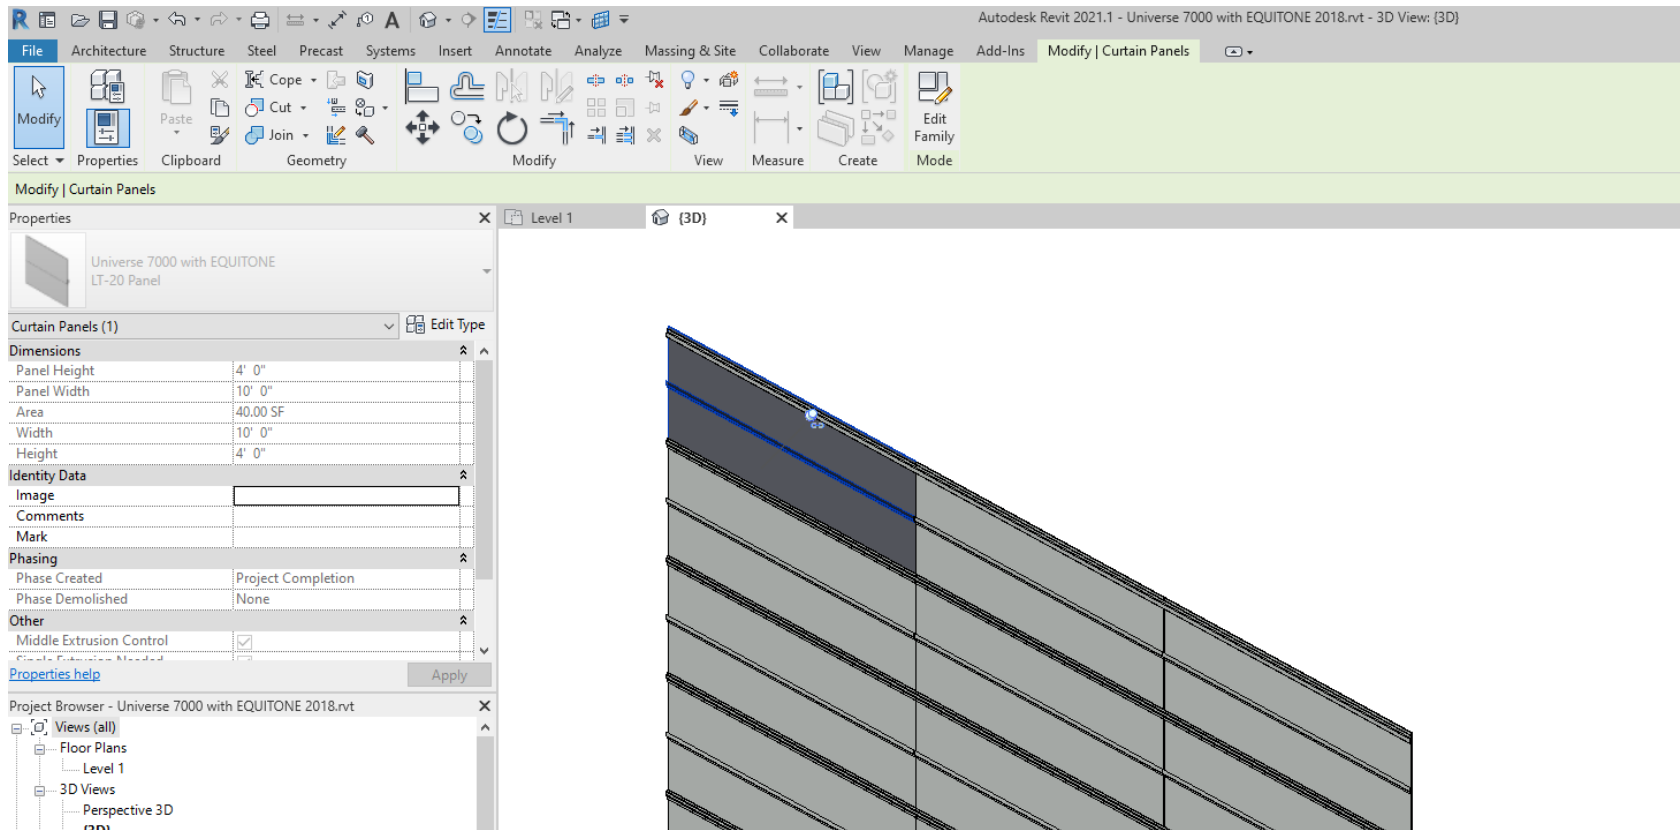 Autodesk Revit 2021.1 - Universe 7000 with EQUITONE 2018.rvt - 3D View: {3D}
File Architecture Structure Steel Precast Systems Insert Annotate Analyze Massing & Site Collaborate View Manage Add-Ins Modify | Curtain Panels
Modify
Paste
Cope
Cut
Join
Edit
Family
Select Properties Clipboard Geometry Modify View Measure Create Mode
Modify | Curtain Panels
Properties
Level 1
{3D}
Universe 7000 with EQUITONE
LT-20 Panel
Curtain Panels (1)
Edit Type
Dimensions
Panel Height 4' 0"
Panel Width 10' 0"
Area 40.00 SF
Width 10' 0"
Height 4' 0"
Identity Data
Image
Comments
Mark
Phasing
Phase Created Project Completion
Phase Demolished None
Other
Middle Extrusion Control
Single Extrusion Needed
Properties help
Apply
Project Browser - Universe 7000 with EQUITONE 2018.rvt
Views (all)
Floor Plans
Level 1
3D Views
Perspective 3D
{3D}